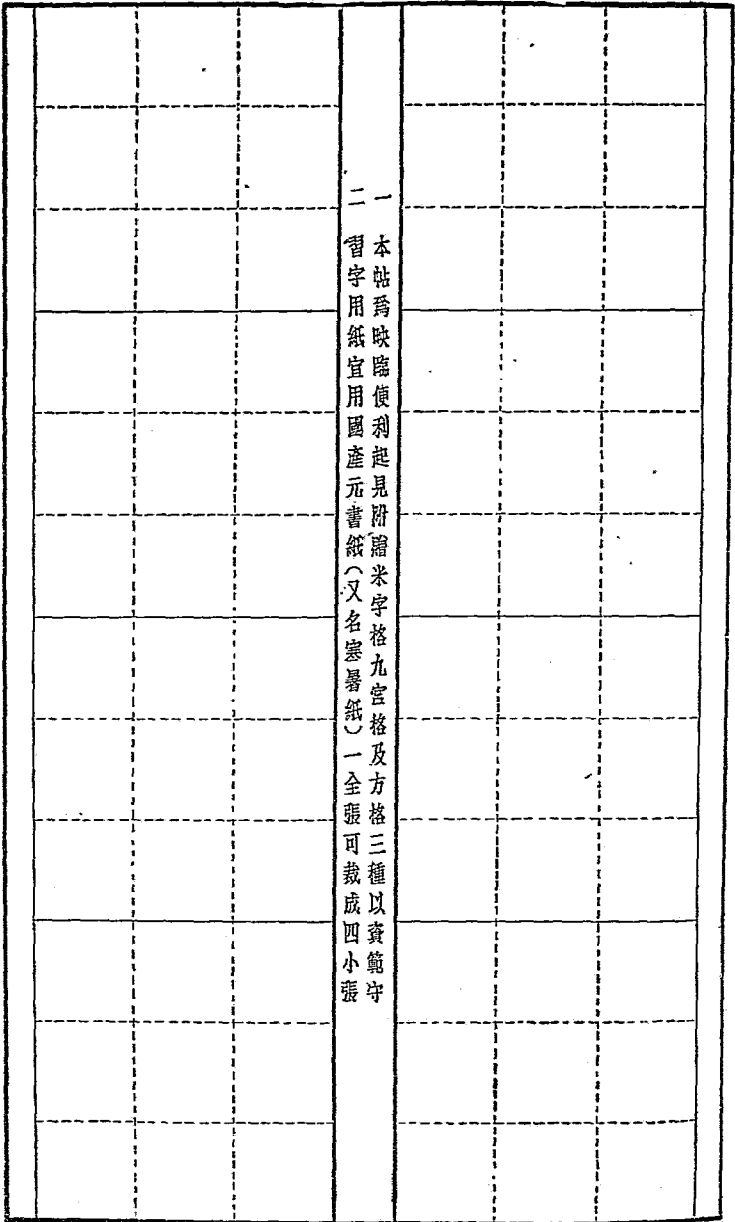 一　本帖爲映臨便利起見附贈米字格九宮格及方格三種以資範守
二　習字用紙宜用國產元書紙（又名寒暑紙）一全張可裁成四小張